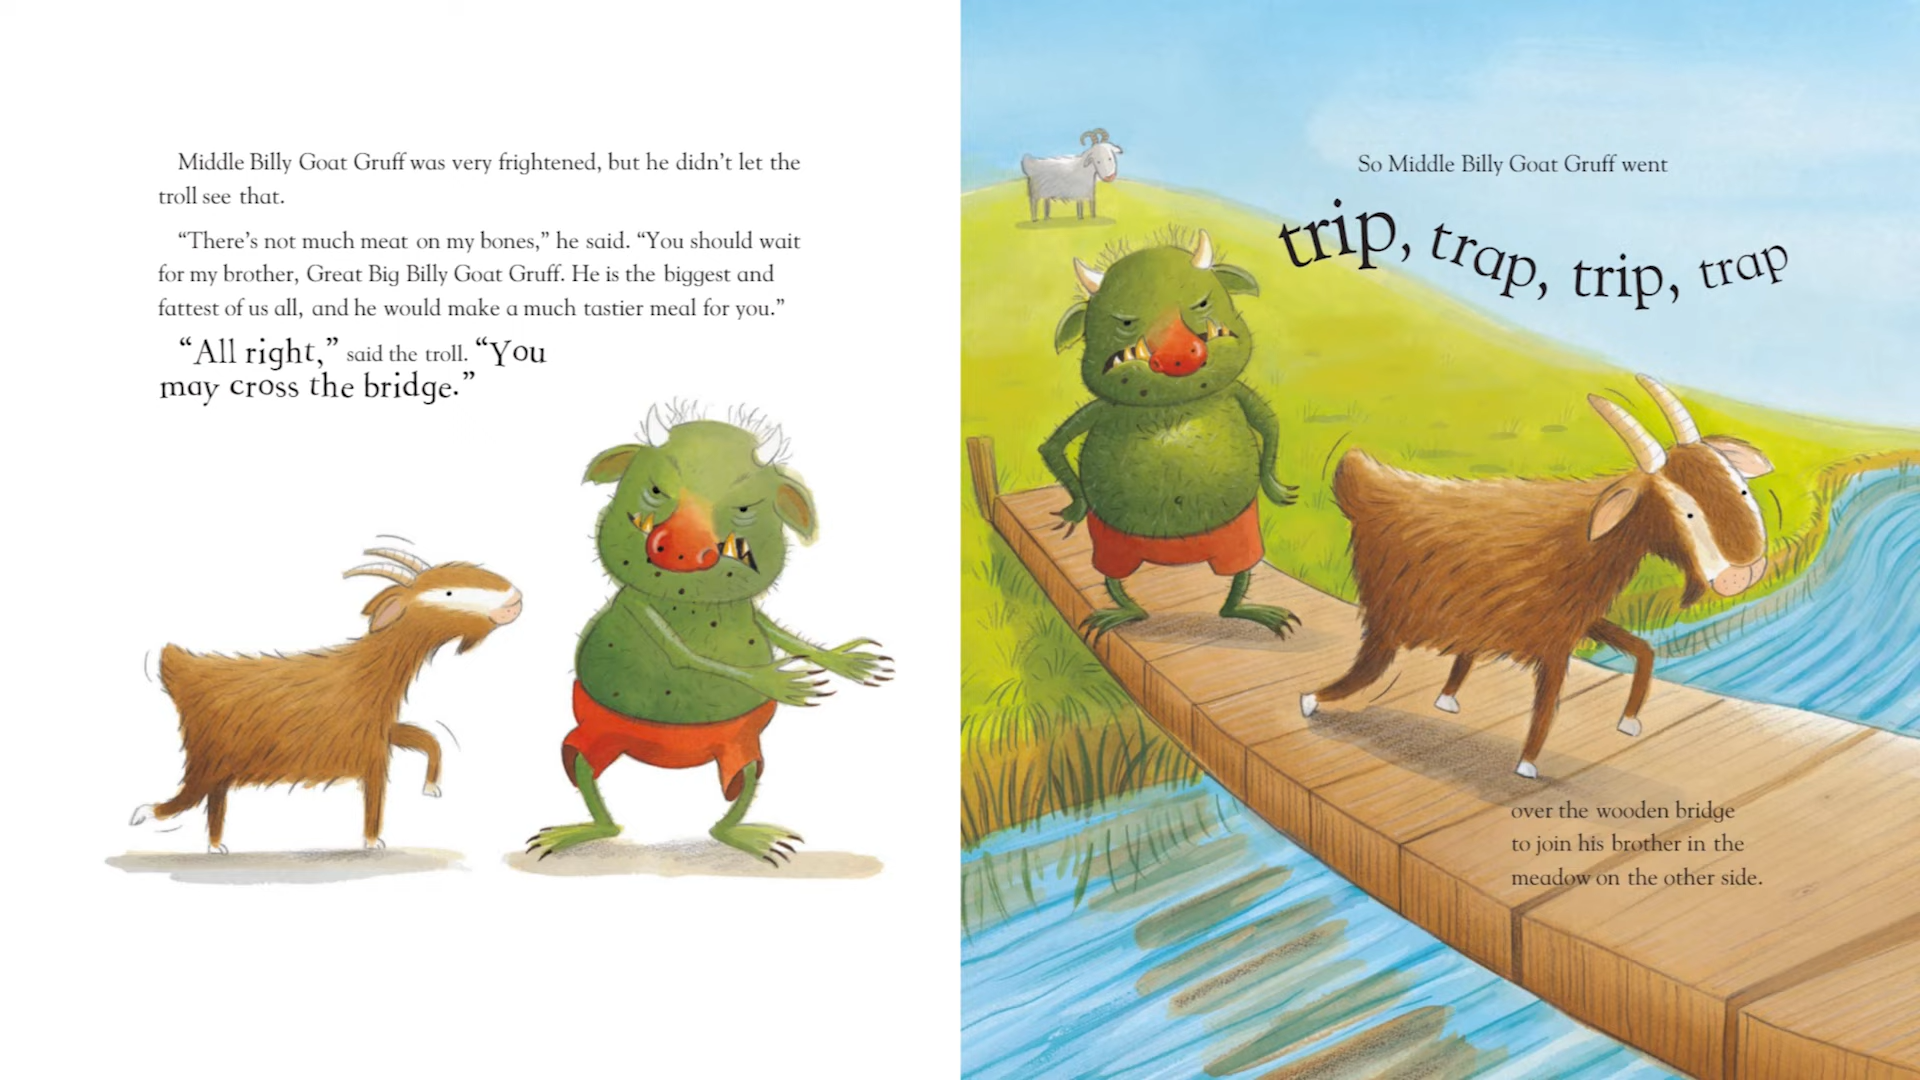 Middle Billy Goat Gruff was very frightened, but he didn’t let the
troll see that.
“There’s not much meat on my bones,” he said. “You should wait
for my brother, Great Big Billy Goat Gruff. He is the biggest and
fattest of us all, and he would make a much tastier meal for you.”
“All right,” said the troll. “You
may cross the bridge.”
So Middle Billy Goat Gruff went
trip, trap, trip, trap
over the wooden bridge
to join his brother in the
meadow on the other side.